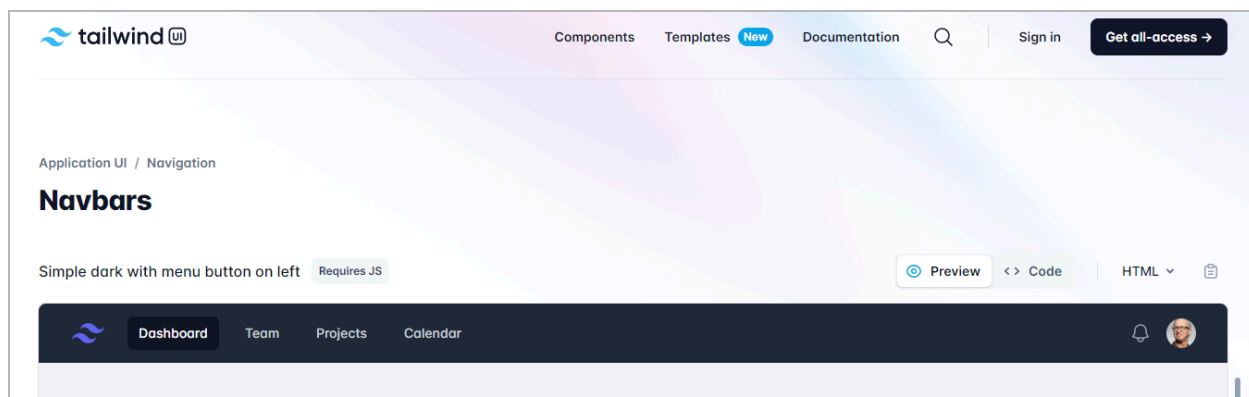 tailwind UI Components Templates New Documentation Sign in Get all-access →
Application UI / Navigation
Navbars
Simple dark with menu button on left Requires JS Preview <> Code HTML
Dashboard Team Projects Calendar